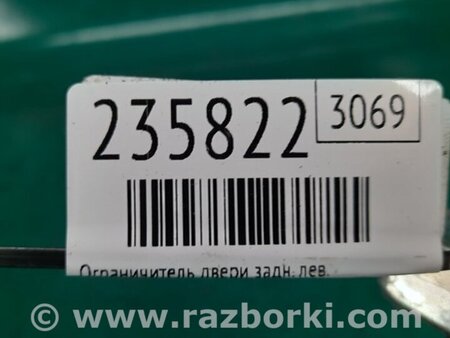 235822 3069
Ограничитель двери задн. лев.
© www.razborki.com